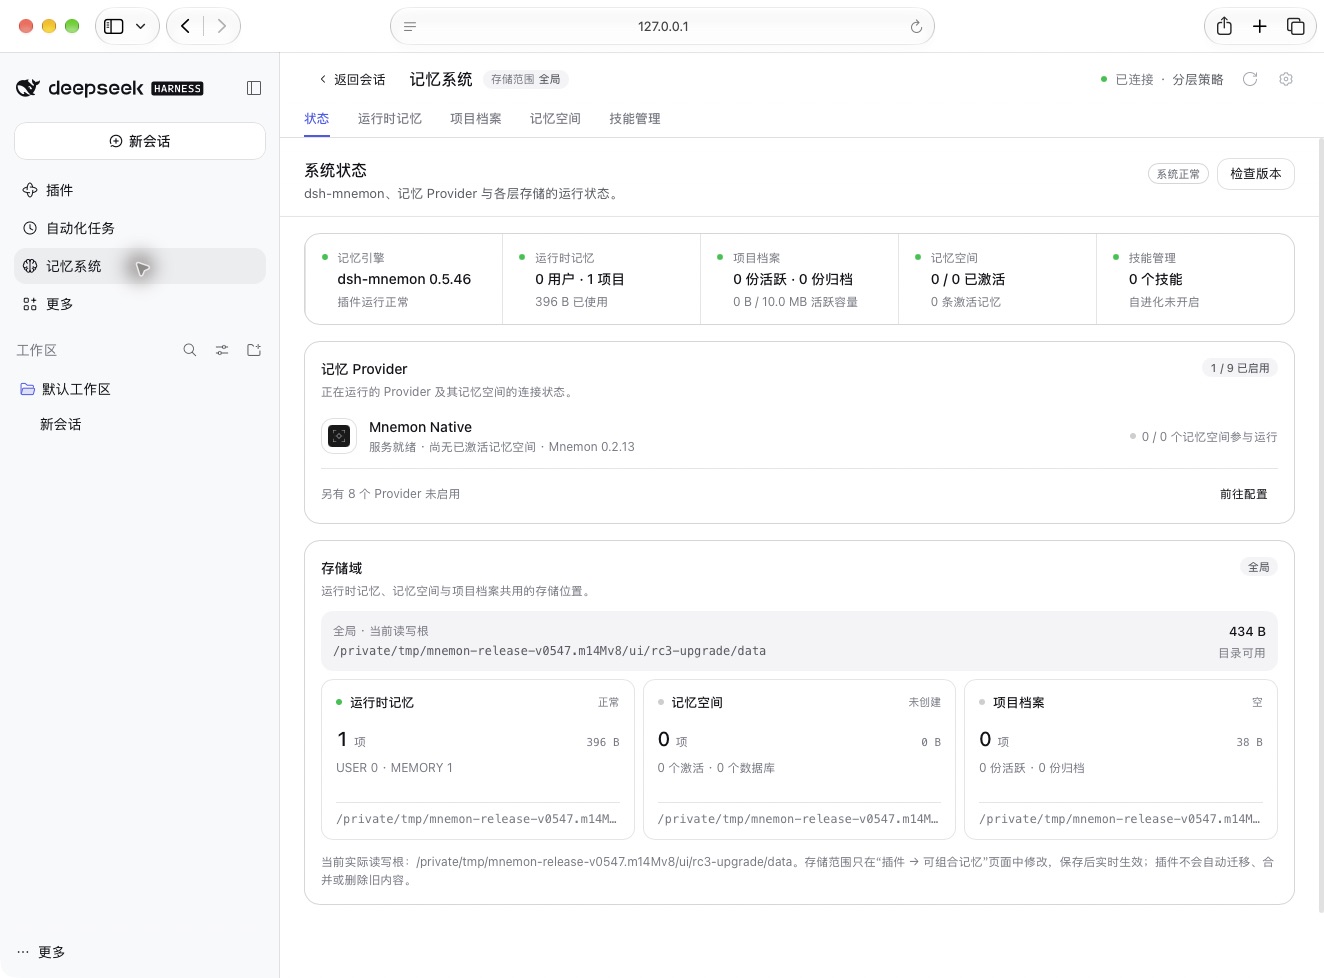 127.0.0.1
deepseek HARNESS
新会话
插件
自动化任务
记忆系统
更多
工作区
默认工作区
新会话
更多
返回会话
记忆系统
存储范围 全局
已连接 · 分层策略
状态
运行时记忆
项目档案
记忆空间
技能管理
系统状态
dsh-mnemon、记忆 Provider 与各层存储的运行状态。
系统正常
检查版本
记忆引擎
dsh-mnemon 0.5.46
插件运行正常
运行时记忆
0 用户 · 1 项目
396 B 已使用
项目档案
0 份活跃 · 0 份归档
0 B / 10.0 MB 活跃容量
记忆空间
0 / 0 已激活
0 条激活记忆
技能管理
0 个技能
自进化未开启
记忆 Provider
1 / 9 已启用
正在运行的 Provider 及其记忆空间的连接状态。
Mnemon Native
服务就绪 · 尚无已激活记忆空间 · Mnemon 0.2.13
0 / 0 个记忆空间参与运行
另有 8 个 Provider 未启用
前往配置
存储域
全局
运行时记忆、记忆空间与项目档案共用的存储位置。
全局 · 当前读写根
434 B
/private/tmp/mnemon-release-v0547.m14Mv8/ui/rc3-upgrade/data
目录可用
运行时记忆
正常
1 项
396 B
USER 0 · MEMORY 1
/private/tmp/mnemon-release-v0547.m14M…
记忆空间
未创建
0 项
0 B
0 个激活 · 0 个数据库
/private/tmp/mnemon-release-v0547.m14M…
项目档案
空
0 项
38 B
0 份活跃 · 0 份归档
/private/tmp/mnemon-release-v0547.m14M…
当前实际读写根：/private/tmp/mnemon-release-v0547.m14Mv8/ui/rc3-upgrade/data。存储范围只在“插件 → 可组合记忆”页面中修改，保存后实时生效；插件不会自动迁移、合
并或删除旧内容。